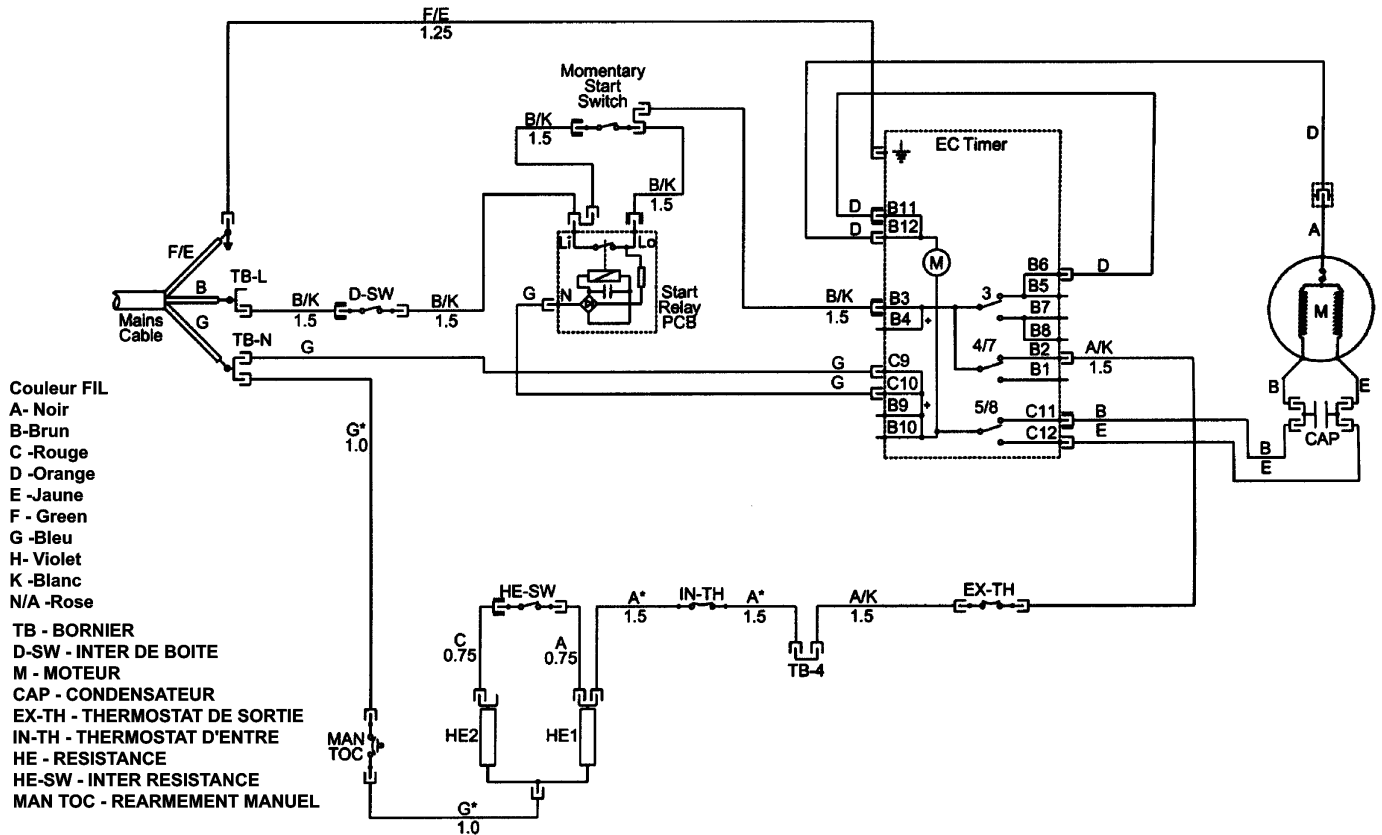 F/E
1.25
Momentary
Start
Switch
B/K
1.5
B/K
1.5
D
EC Timer
D
B11
D
B12
A
F/E
Li
Lo
M
B6
D
B5
TB-L
B
B/K
1.5
D-SW
B/K
1.5
G
N
Start
Relay
PCB
B/K
1.5
B3
B4
+
3
B7
B8
M
Mains
Cable
G
TB-N
G
G
C9
G
C10
B9
+
B10
4/7
B2
B1
A/K
1.5
5/8
C11
B
C12
E
B
E
B
E
CAP
Couleur FIL
A- Noir
B-Brun
C -Rouge
D -Orange
E -Jaune
F - Green
G -Bleu
H- Violet
K -Blanc
N/A -Rose
TB - BORNIER
D-SW - INTER DE BOITE
M - MOTEUR
CAP - CONDENSATEUR
EX-TH - THERMOSTAT DE SORTIE
IN-TH - THERMOSTAT D'ENTRE
HE - RESISTANCE
HE-SW - INTER RESISTANCE
MAN TOC - REARMEMENT MANUEL
G*
1.0
HE-SW
A*
1.5
IN-TH
A*
1.5
A/K
1.5
EX-TH
C
0.75
A
0.75
TB-4
MAN
TOC
HE2
HE1
G*
1.0